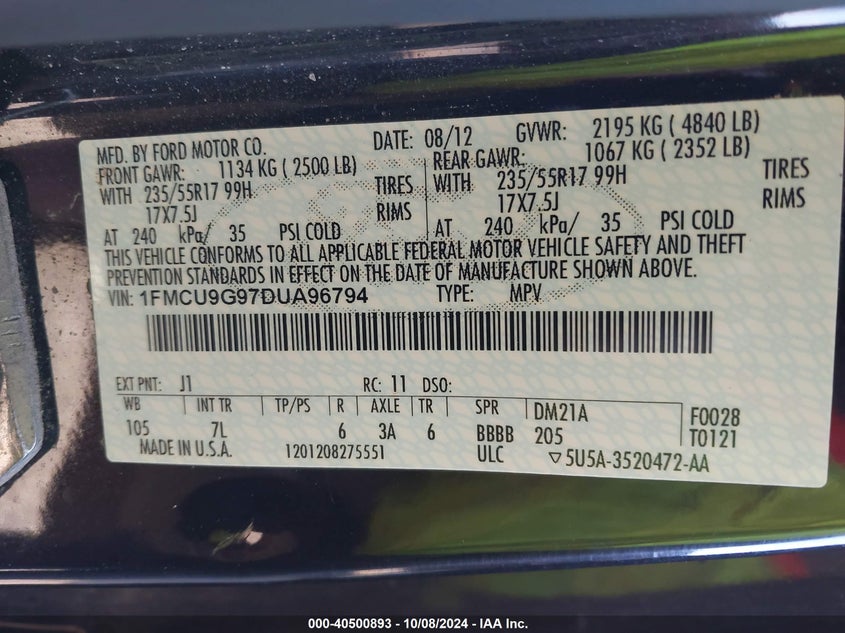 MFD. BY FORD MOTOR CO. DATE: 08/12 GVWR: 2195 KG ( 4840 LB)
FRONT GAWR: 1134 KG ( 2500 LB) REAR GAWR: 1067 KG ( 2352 LB)
WITH 235/55R17 99H TIRES WITH 235/55R17 99H TIRES
17X7.5J RIMS 17X7.5J RIMS
AT 240 kPa/ 35 PSI COLD AT 240 kPa/ 35 PSI COLD
THIS VEHICLE CONFORMS TO ALL APPLICABLE FEDERAL MOTOR VEHICLE SAFETY AND THEFT
PREVENTION STANDARDS IN EFFECT ON THE DATE OF MANUFACTURE SHOWN ABOVE.
VIN: 1FMCU9G97DUA96794 TYPE: MPV
EXT PNT: J1 RC: 11 DSO:
WB INT TR TP/PS R AXLE TR SPR DM21A F0028
105 7L 6 3A 6 BBBB 205 T0121
MADE IN U.S.A. 1201208275551 ULC ▽5U5A-3520472-AA
000-40500893 - 10/08/2024 - IAA Inc.